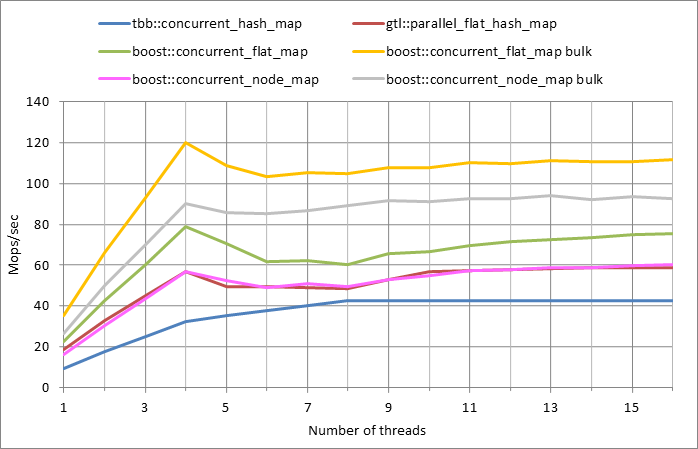 tbb::concurrent_hash_map gtl::parallel_flat_hash_map
boost::concurrent_flat_map boost::concurrent_flat_map bulk
boost::concurrent_node_map boost::concurrent_node_map bulk
140
120
100
80
60
40
20
0
Mops/sec
1 3 5 7 9 11 13 15
Number of threads